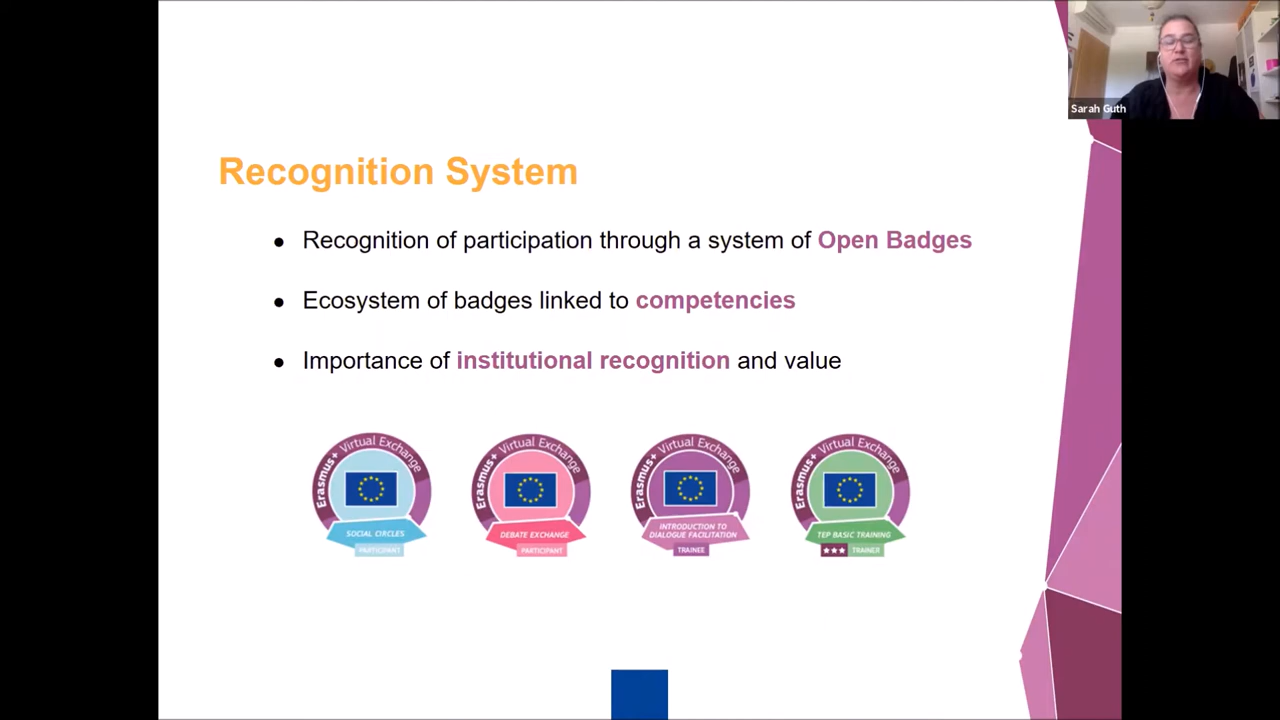 Sarah Guth
Recognition System
● Recognition of participation through a system of Open Badges
● Ecosystem of badges linked to competencies
● Importance of institutional recognition and value
Erasmus+ Virtual Exchange
SOCIAL CIRCLES
PARTICIPANT
Erasmus+ Virtual Exchange
DEBATE EXCHANGE
PARTICIPANT
Erasmus+ Virtual Exchange
INTRODUCTION TO
DIALOGUE FACILITATION
TRAINEE
Erasmus+ Virtual Exchange
TEP BASIC TRAINING
★★★ TRAINER